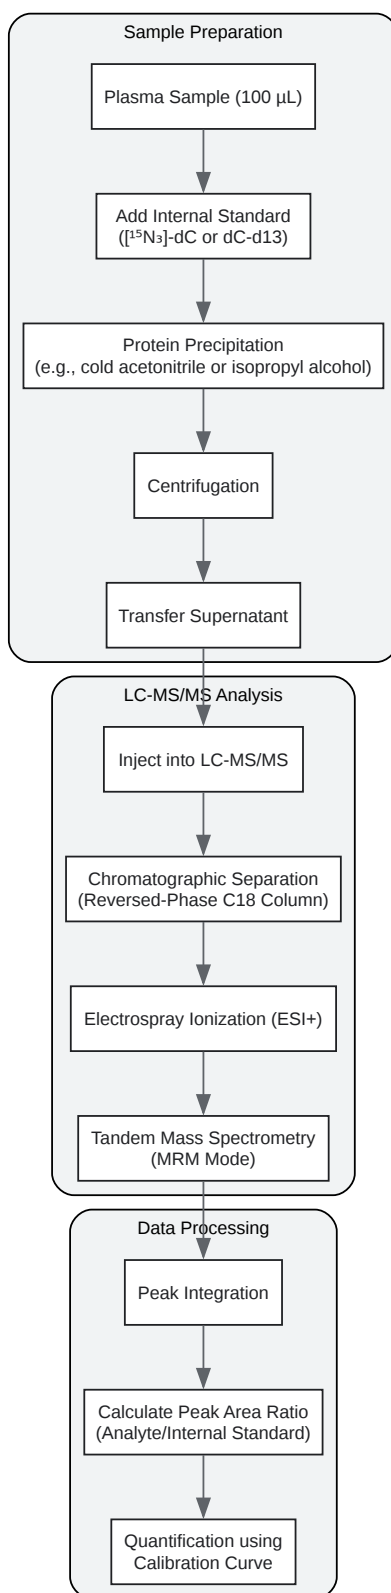 Sample Preparation
Plasma Sample (100 µL)
Add Internal Standard
([¹⁵N₃]-dC or dC-d13)
Protein Precipitation
(e.g., cold acetonitrile or isopropyl alcohol)
Centrifugation
Transfer Supernatant
LC-MS/MS Analysis
Inject into LC-MS/MS
Chromatographic Separation
(Reversed-Phase C18 Column)
Electrospray Ionization (ESI+)
Tandem Mass Spectrometry
(MRM Mode)
Data Processing
Peak Integration
Calculate Peak Area Ratio
(Analyte/Internal Standard)
Quantification using
Calibration Curve